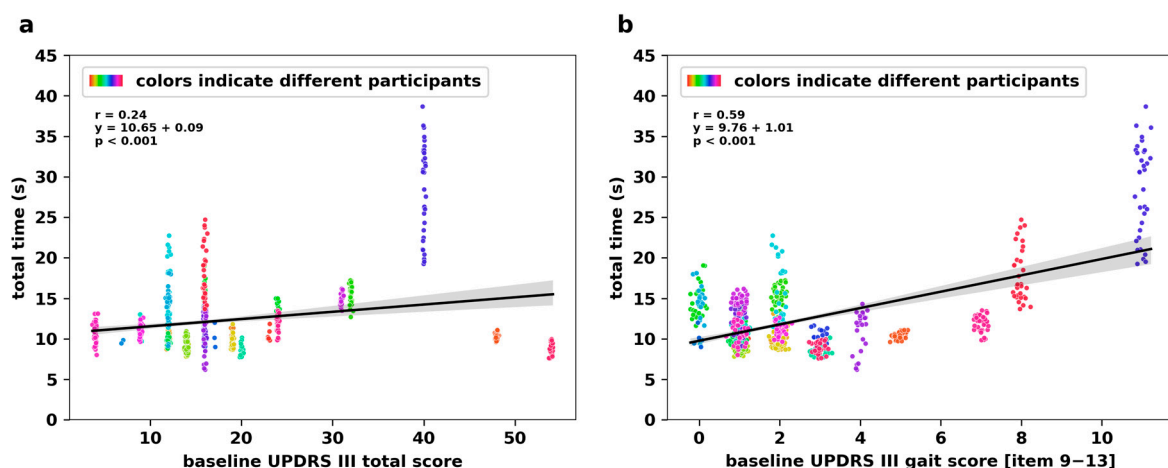 a
45
40
35
30
25
20
15
10
5
0
total time (s)
colors indicate different participants
r = 0.24
y = 10.65 + 0.09
p < 0.001
10
20
30
40
50
baseline UPDRS III total score
b
45
40
35
30
25
20
15
10
5
0
total time (s)
colors indicate different participants
r = 0.59
y = 9.76 + 1.01
p < 0.001
0
2
4
6
8
10
baseline UPDRS III gait score [item 9−13]